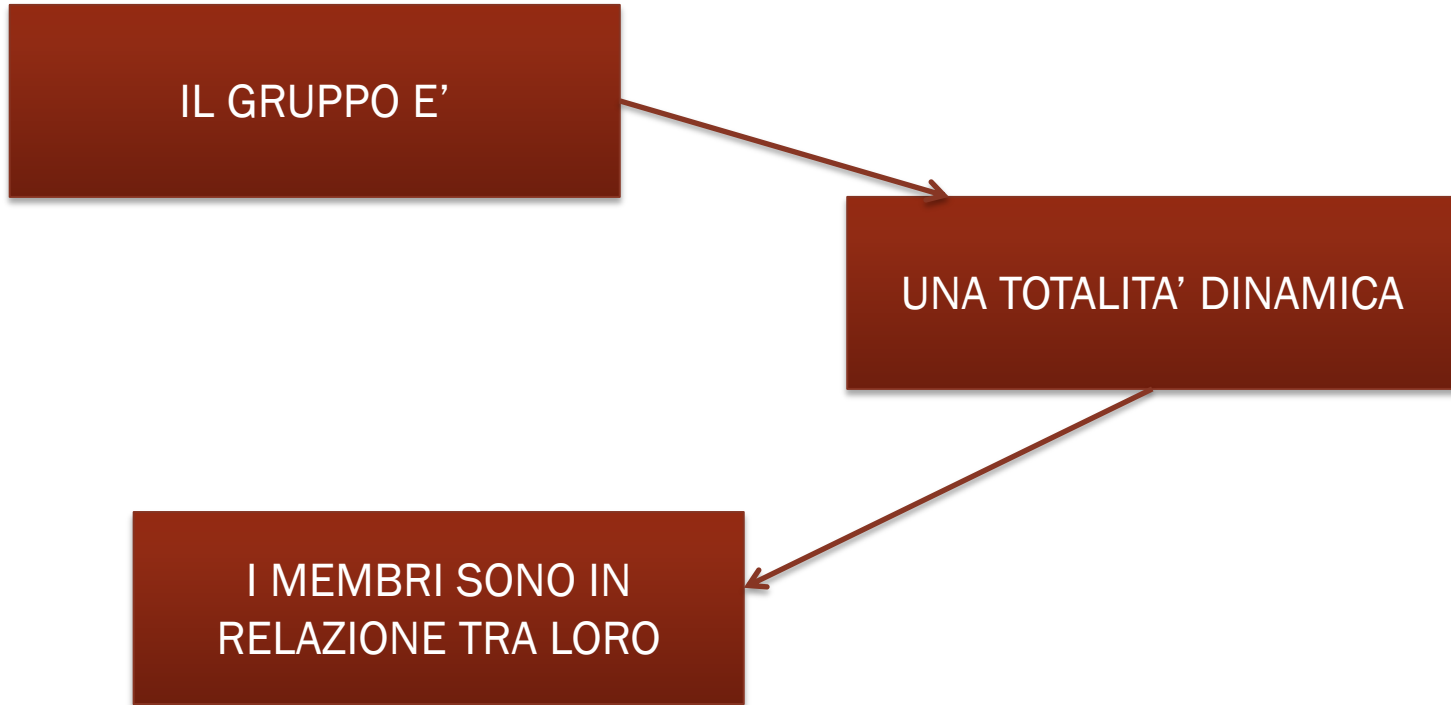 IL GRUPPO E’
UNA TOTALITA’ DINAMICA
I MEMBRI SONO IN
RELAZIONE TRA LORO